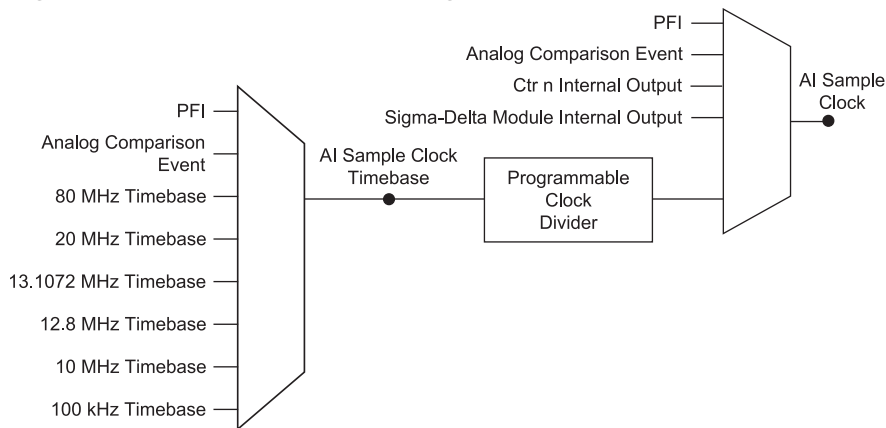 PFI
Analog Comparison Event
Ctr n Internal Output
Sigma-Delta Module Internal Output
AI Sample
Clock
PFI
Analog Comparison
Event
80 MHz Timebase
20 MHz Timebase
13.1072 MHz Timebase
12.8 MHz Timebase
10 MHz Timebase
100 kHz Timebase
AI Sample Clock
Timebase
Programmable
Clock
Divider